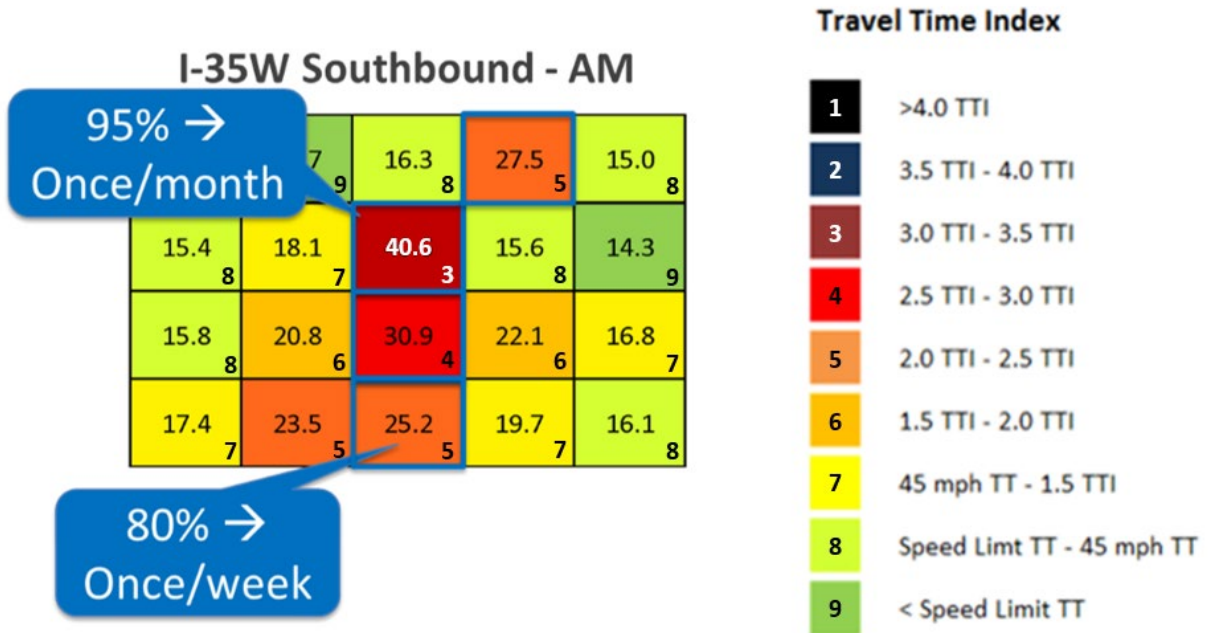 Travel Time Index
I-35W Southbound - AM
95% →
Once/month
7 9 16.3 8 27.5 5 15.0 8
15.4 8 18.1 7 40.6 3 15.6 8 14.3 9
15.8 8 20.8 6 30.9 4 22.1 6 16.8 7
17.4 7 23.5 5 25.2 5 19.7 7 16.1 8
80% →
Once/week
1 >4.0 TTI
2 3.5 TTI - 4.0 TTI
3 3.0 TTI - 3.5 TTI
4 2.5 TTI - 3.0 TTI
5 2.0 TTI - 2.5 TTI
6 1.5 TTI - 2.0 TTI
7 45 mph TT - 1.5 TTI
8 Speed Limt TT - 45 mph TT
9 < Speed Limit TT